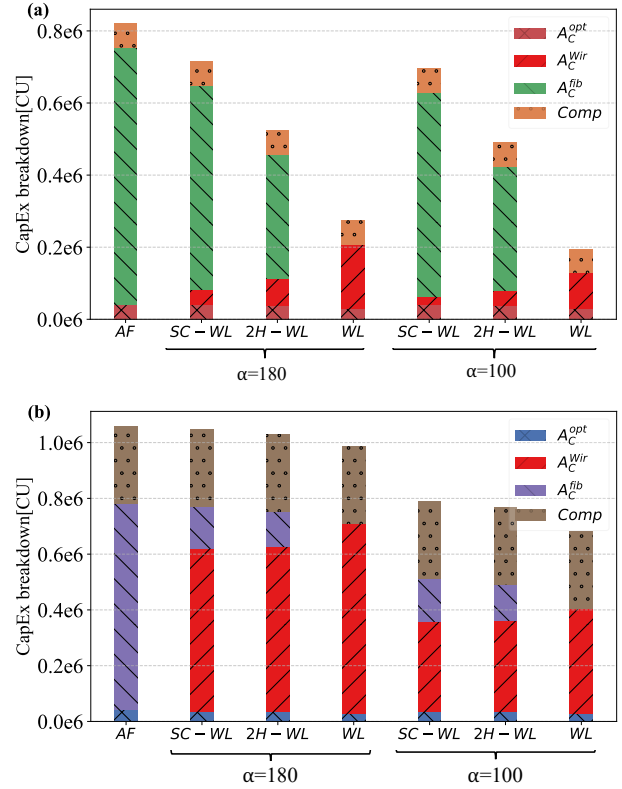 (a)
CapEx breakdown[CU]
0.8e6
0.6e6
0.4e6
0.2e6
0.0e6
A_C^opt
A_C^Wir
A_C^fib
Comp
AF SC−WL 2H−WL WL SC−WL 2H−WL WL
α=180 α=100
(b)
CapEx breakdown[CU]
1.0e6
0.8e6
0.6e6
0.4e6
0.2e6
0.0e6
A_C^opt
A_C^Wir
A_C^fib
Comp
AF SC−WL 2H−WL WL SC−WL 2H−WL WL
α=180 α=100